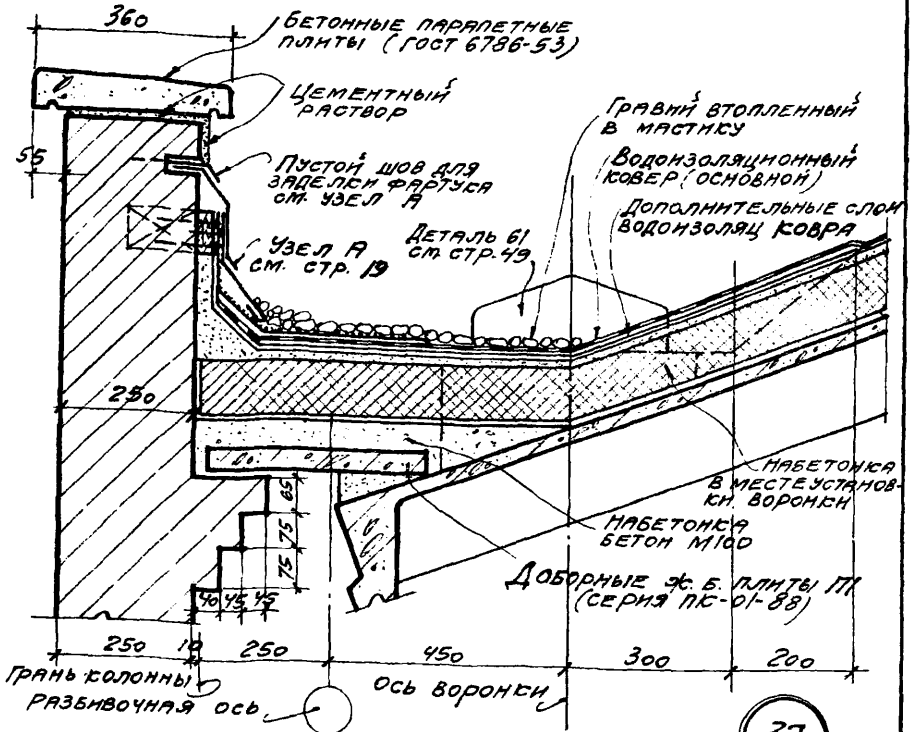 360
БЕТОННЫЕ ПАРАПЕТНЫЕ
ПЛИТЫ (ГОСТ 6786-53)
ЦЕМЕНТНЫЙ
РАСТВОР
55
ПУСТОЙ ШОВ ДЛЯ
ЗАДЕЛКИ ФАРТУКА
СМ. УЗЕЛ А
УЗЕЛ А
СМ. СТР. 19
ДЕТАЛЬ 61
СМ СТР. 49
ГРАВИЙ ВТОПЛЕННЫЙ
В МАСТИКУ
ВОДОИЗОЛЯЦИОННЫЙ
КОВЕР (ОСНОВНОЙ)
ДОПОЛНИТЕЛЬНЫЕ СЛОИ
ВОДОИЗОЛЯЦ КОВРА
250
НАБЕТОНКА
В МЕСТЕ УСТАНОВ-
КИ ВОРОНКИ
НАБЕТОНКА
БЕТОН М100
ДОБОРНЫЕ Ж. Б. ПЛИТЫ П1
(СЕРИЯ ПК-01-88)
65
75
75
40 45 45
250 10 250 450 300 200
ГРАНЬ КОЛОННЫ
РАЗБИВОЧНАЯ ОСЬ
ОСЬ ВОРОНКИ